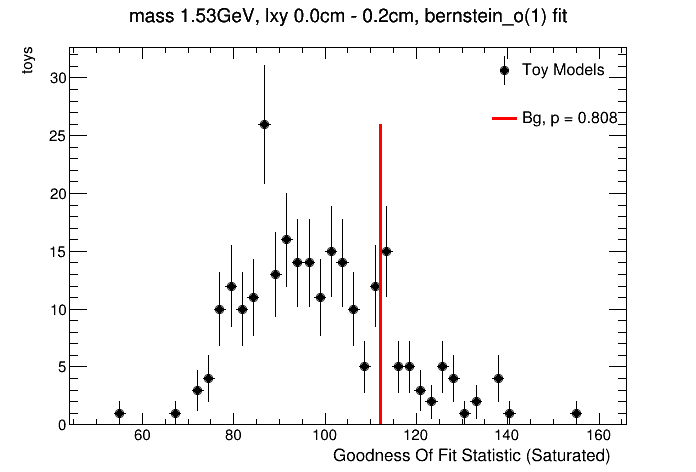 mass 1.53GeV, lxy 0.0cm - 0.2cm, bernstein_o(1) fit
toys
Toy Models
Bg, p = 0.808
30
25
20
15
10
5
0
60 80 100 120 140 160
Goodness Of Fit Statistic (Saturated)